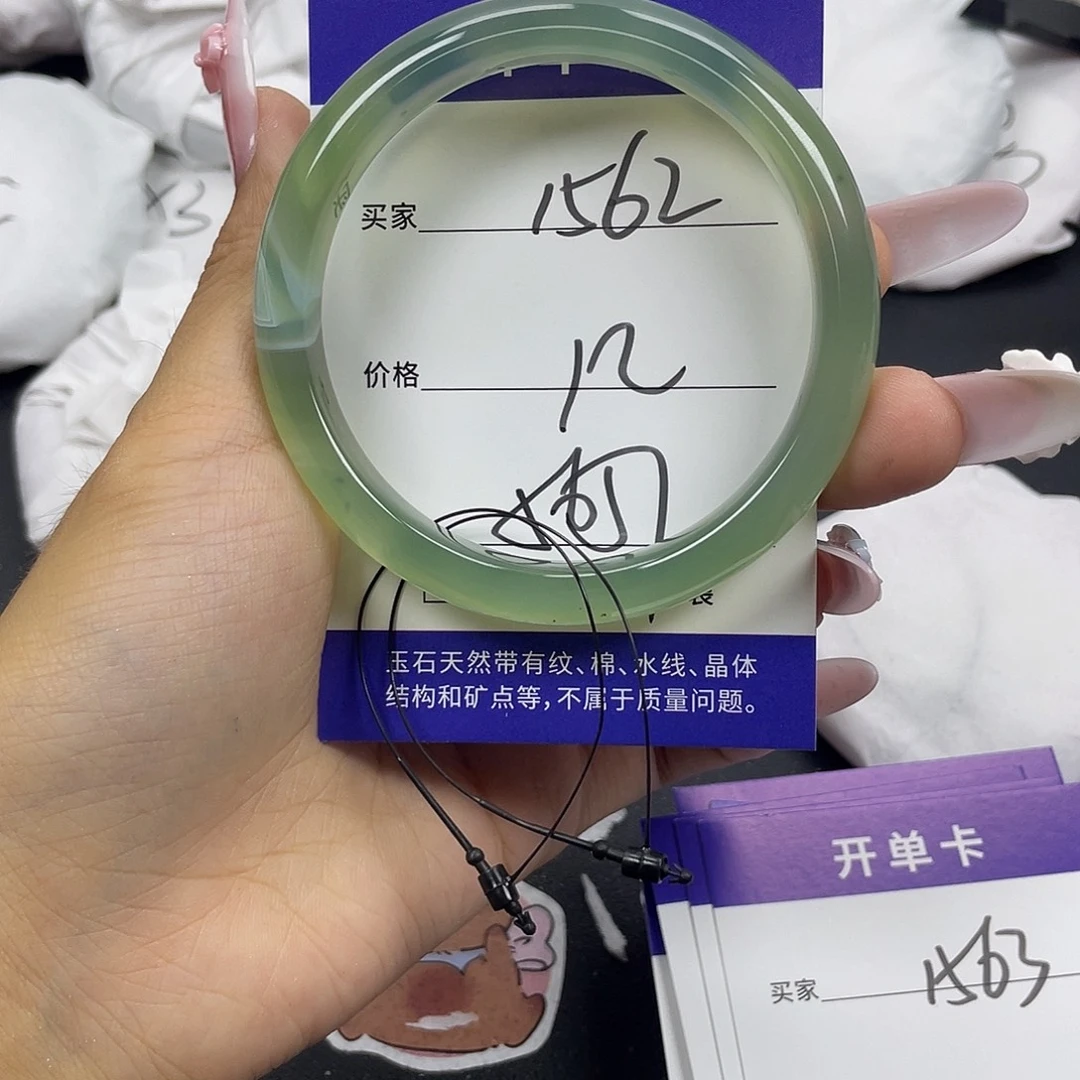 买家 1562
价格 12
玉石天然带有纹、棉、水线、晶体
结构和矿点等，不属于质量问题。
开单卡
买家 1563